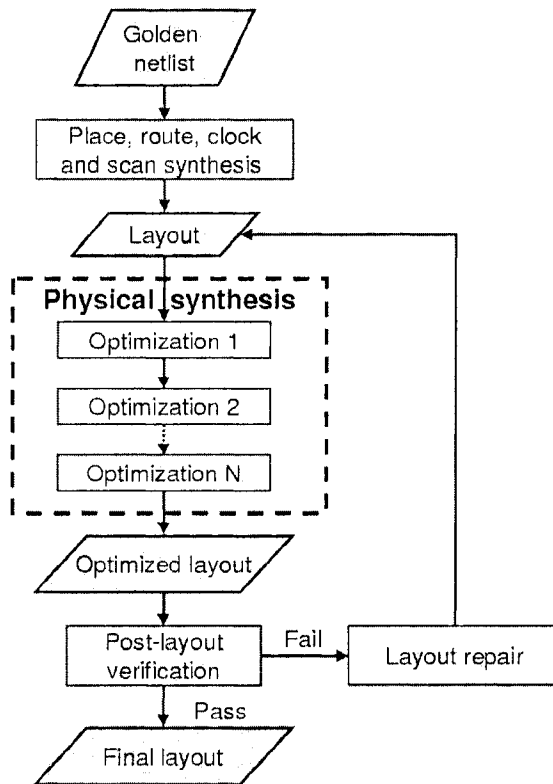 Golden
netlist
Place, route, clock
and scan synthesis
Layout
Physical synthesis
Optimization 1
Optimization 2
Optimization N
Optimized layout
Post-layout
verification
Fail
Layout repair
Pass
Final layout